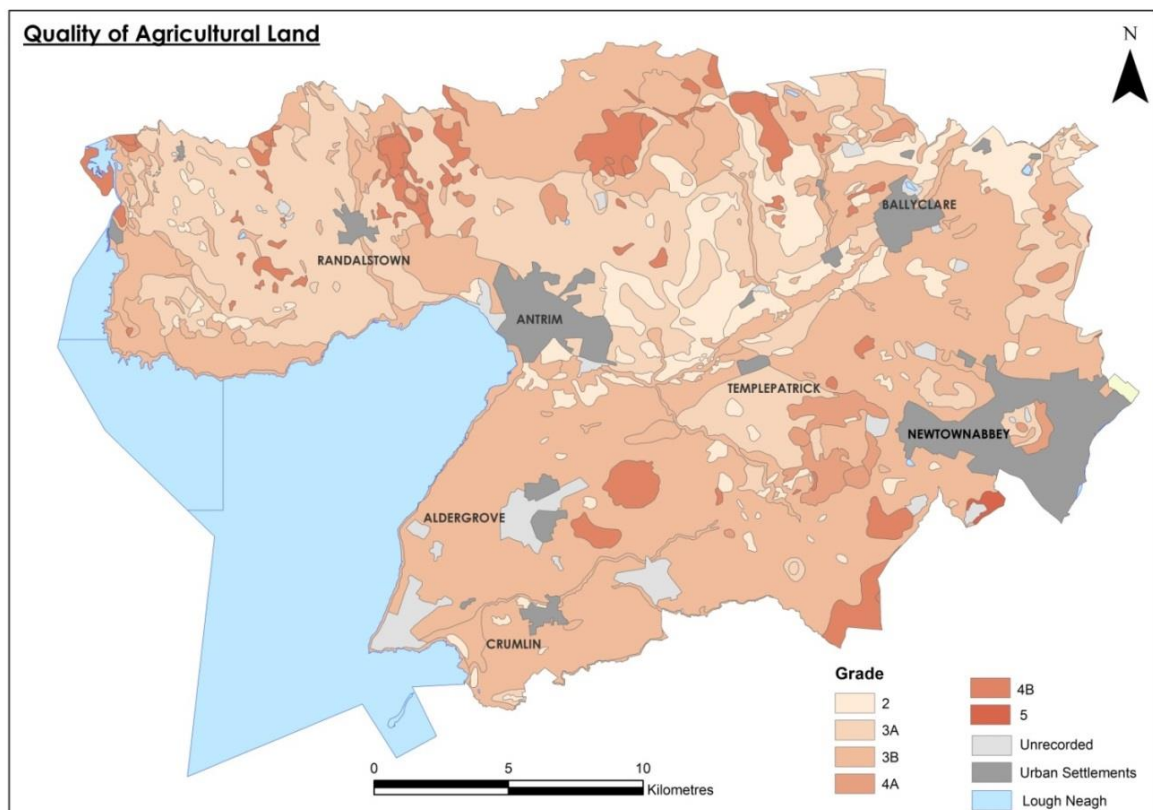 Quality of Agricultural Land
N
BALLYCLARE
RANDALSTOWN
ANTRIM
TEMPLEPATRICK
NEWTOWNABBEY
ALDERGROVE
CRUMLIN
Grade
2
3A
3B
4A
4B
5
Unrecorded
Urban Settlements
Lough Neagh
0 5 10
Kilometres